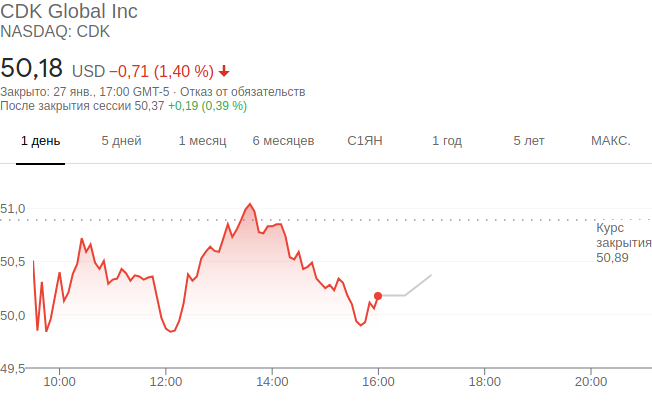 CDK Global Inc
NASDAQ: CDK
50,18 USD −0,71 (1,40 %)
Закрыто: 27 янв., 17:00 GMT-5 · Отказ от обязательств
После закрытия сессии 50,37 +0,19 (0,39 %)
1 день 5 дней 1 месяц 6 месяцев С1ЯН 1 год 5 лет МАКС.
51,0
Курс
закрытия
50,89
50,5
50,0
49,5
10:00 12:00 14:00 16:00 18:00 20:00